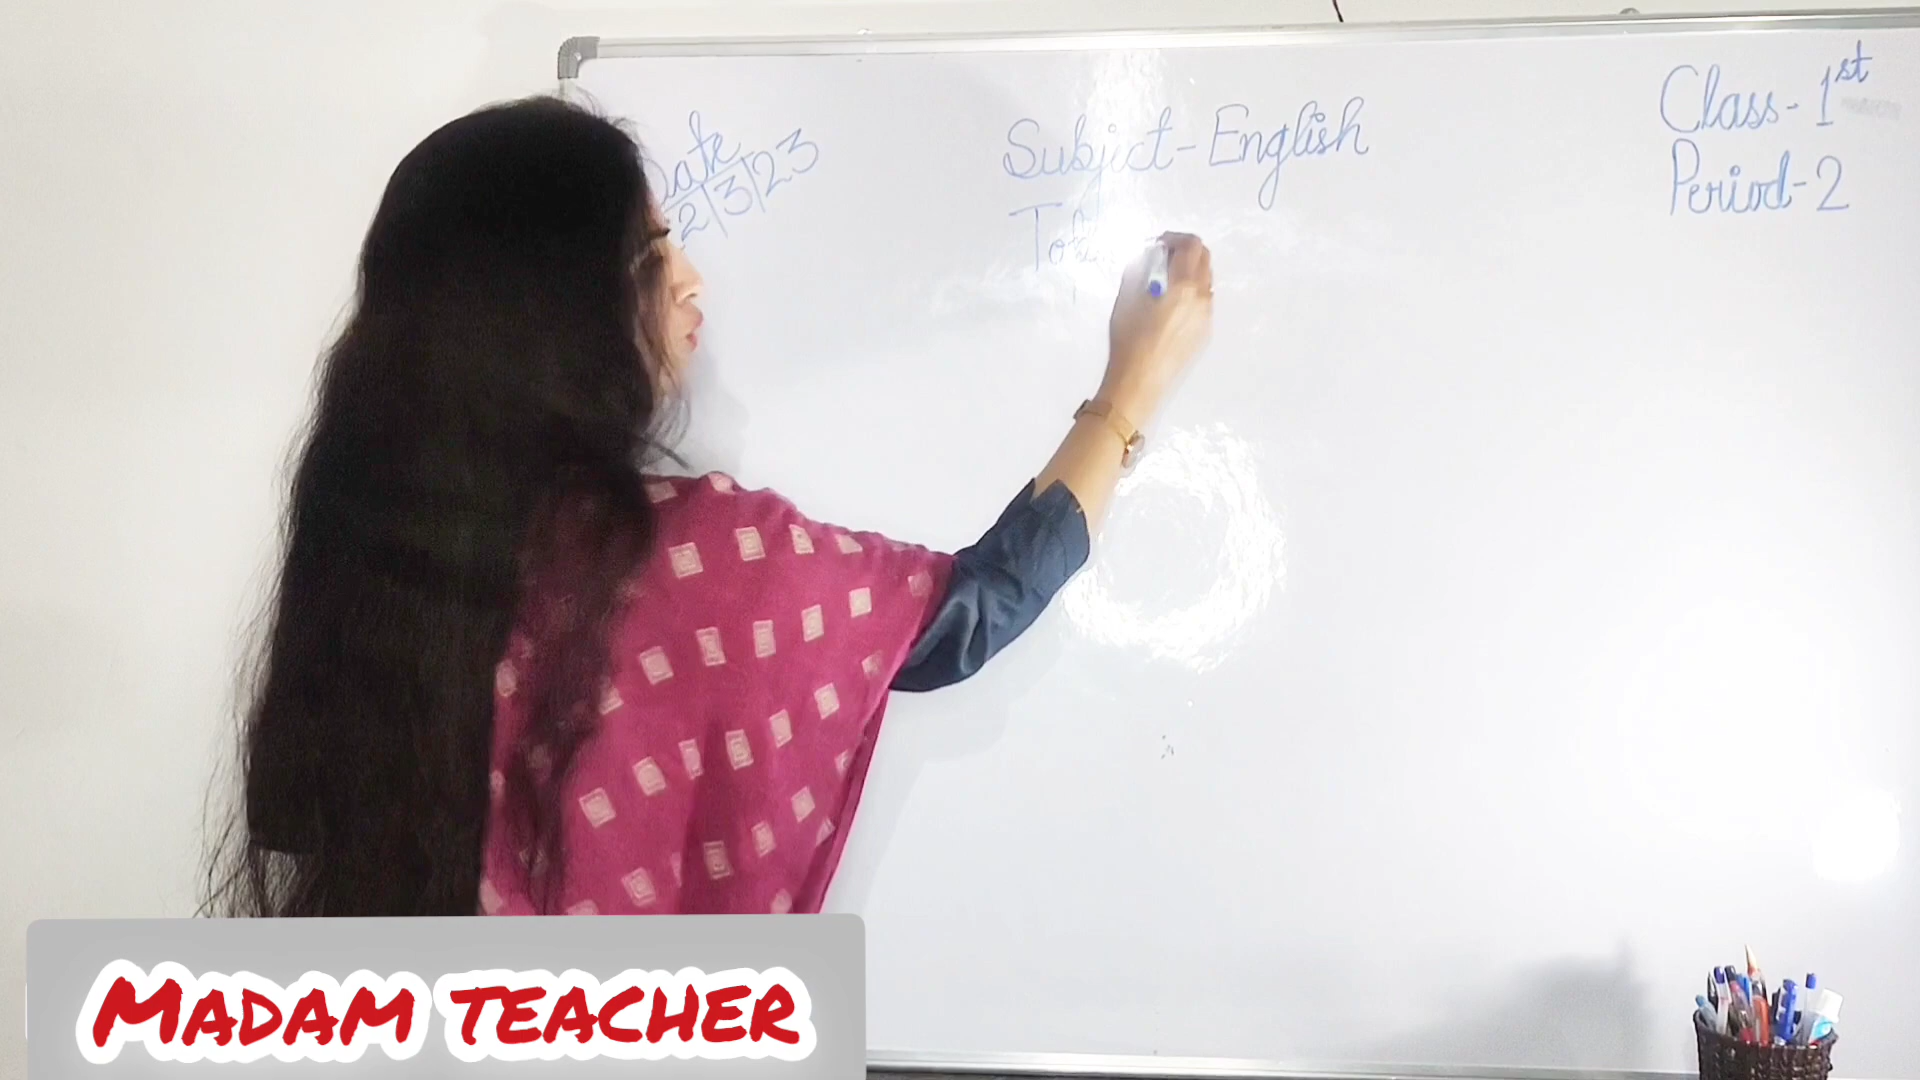 Date
2/3/23
Subject-English
Class-1st
Period-2
MADAM TEACHER